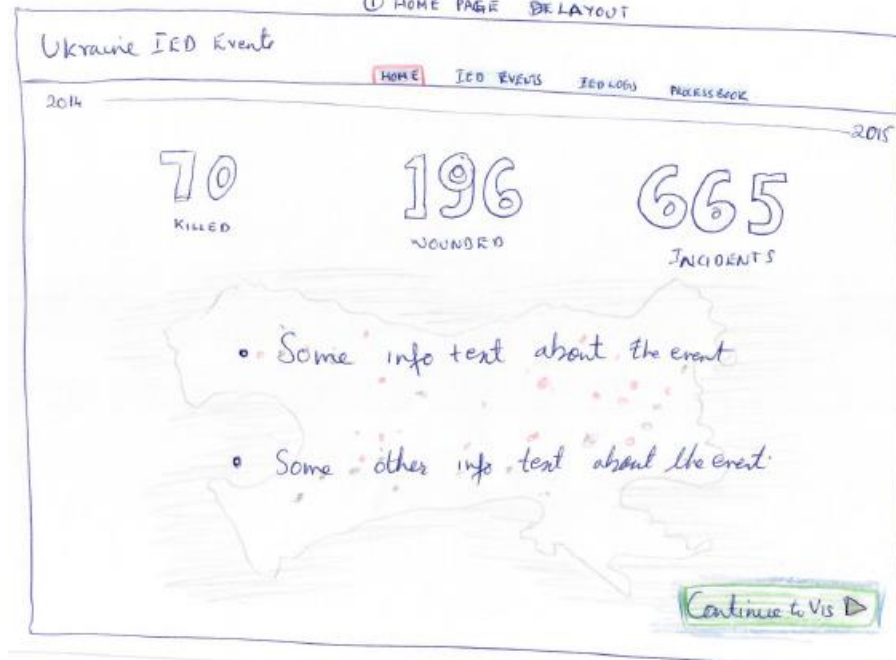 ① HOME PAGE DE LAYOUT
Ukraine IED Events
HOME IED EVENTS IED LOGS PROCESS BOOK
2014
2015
70 196 665
KILLED WOUNDED INCIDENTS
• Some info text about the event
• Some other info text about the event.
Continue to Vis ▷